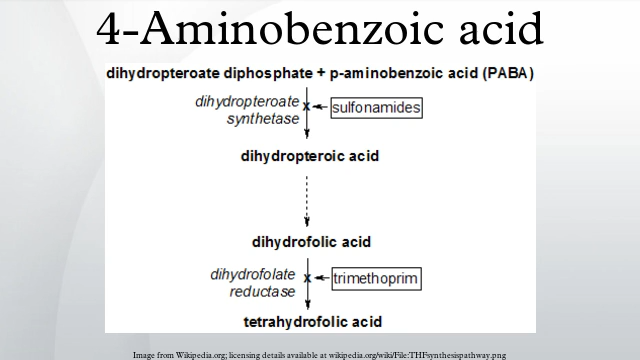 4-Aminobenzoic acid
dihydropteroate diphosphate + p-aminobenzoic acid (PABA)
dihydropteroate
synthetase
x
sulfonamides
dihydropteroic acid
dihydrofolic acid
dihydrofolate
reductase
x
trimethoprim
tetrahydrofolic acid
Image from Wikipedia.org; licensing details available at wikipedia.org/wiki/File:THFsynthesispathway.png